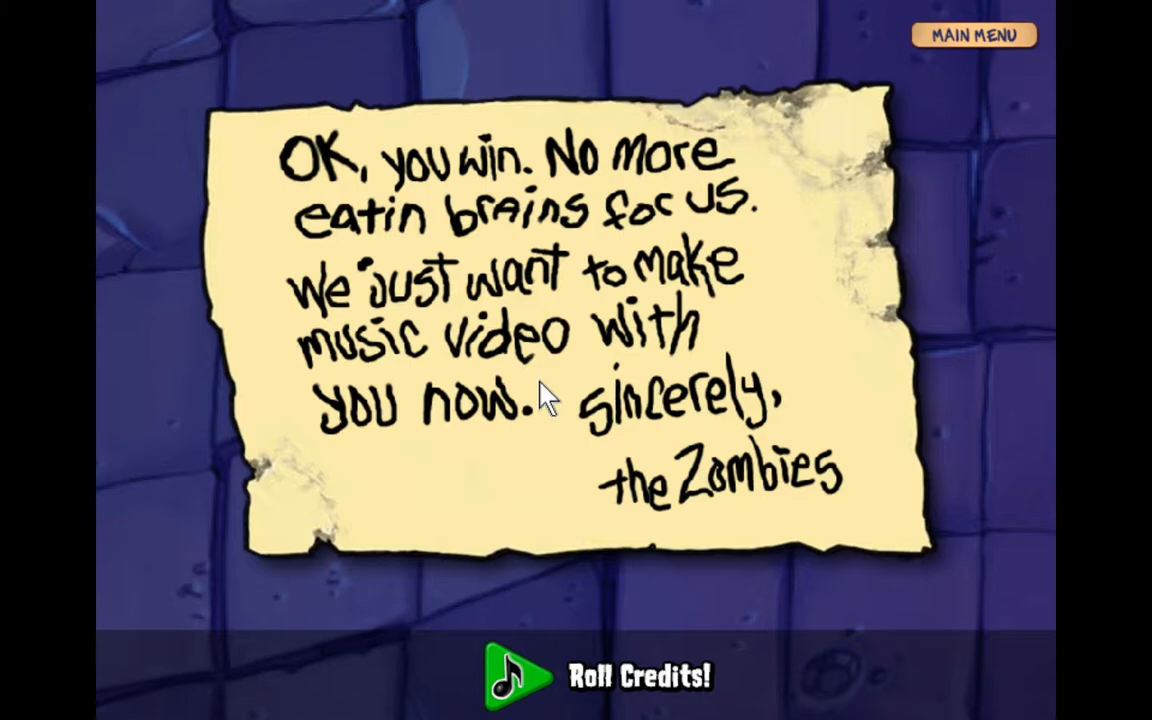 MAIN MENU
OK, you win. No more
eatin brains for us.
We just want to make
music video with
you now. Sincerely,
the Zombies
Roll Credits!